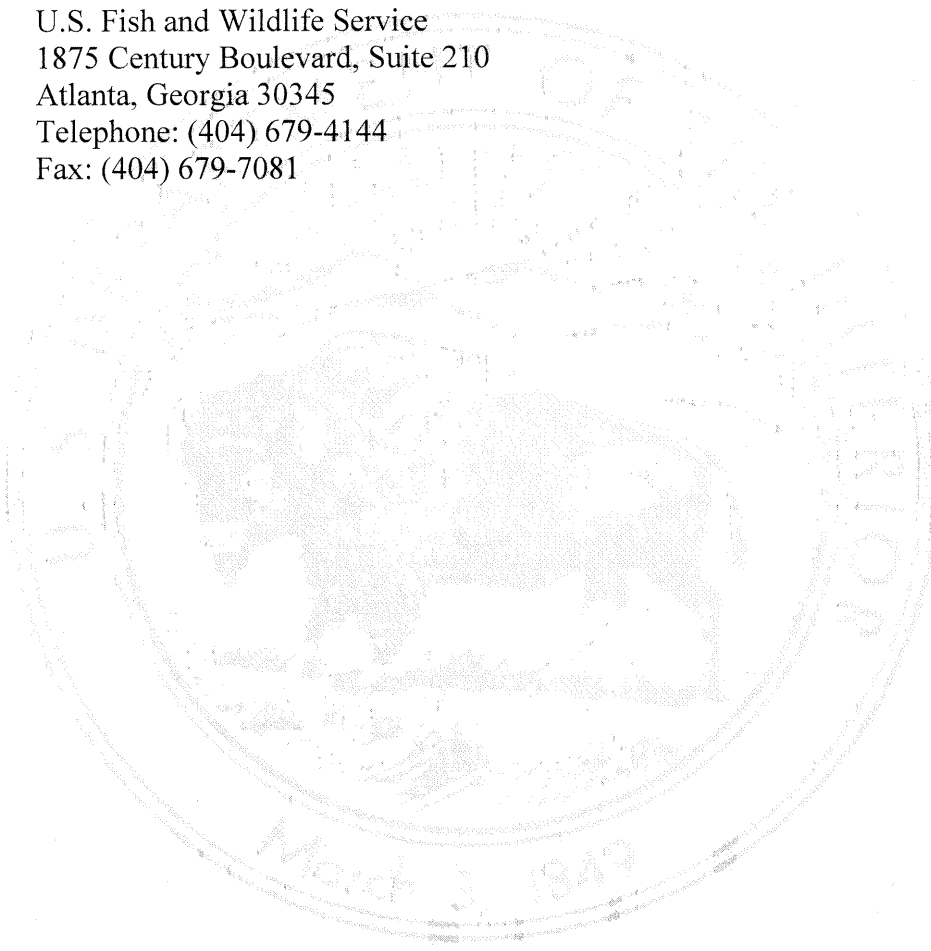 U.S. Fish and Wildlife Service
1875 Century Boulevard, Suite 210
Atlanta, Georgia 30345
Telephone: (404) 679-4144
Fax: (404) 679-7081
March 3, 1849